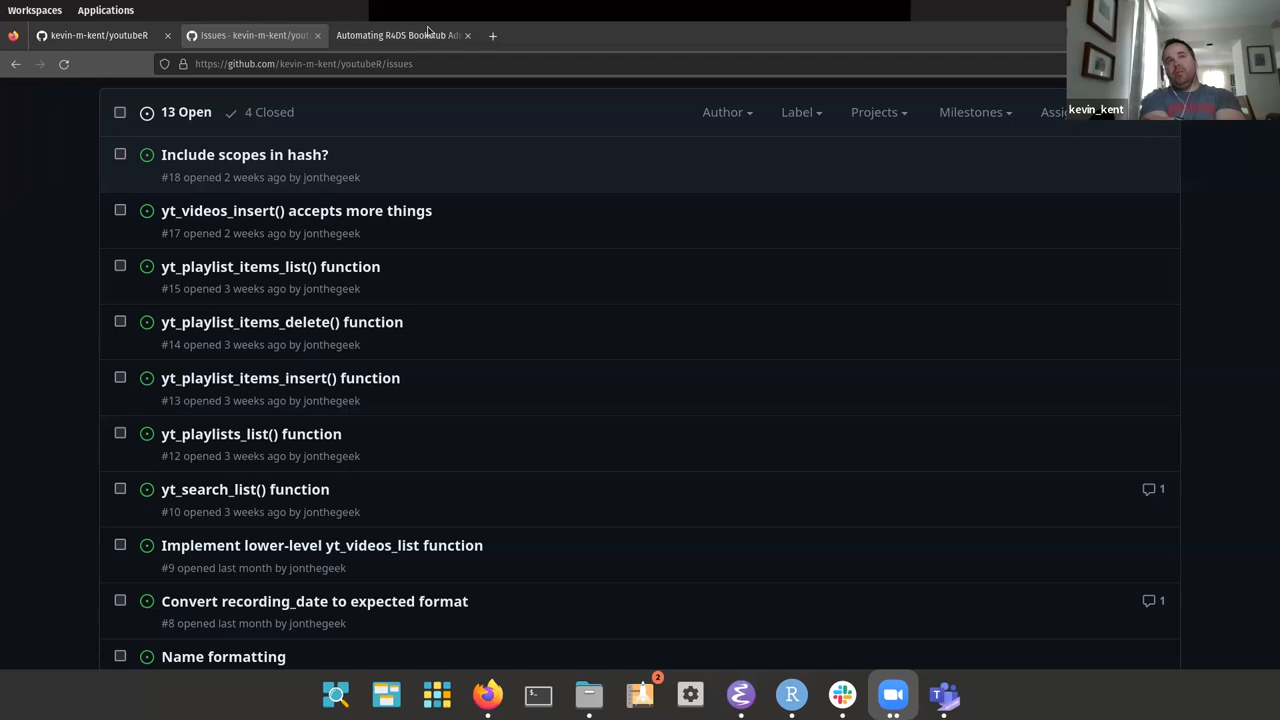 Workspaces Applications
kevin-m-kent/youtubeR
Issues · kevin-m-kent/yout
Automating R4DS Bookclub Ad
https://github.com/kevin-m-kent/youtubeR/issues
kevin_kent
13 Open 4 Closed Author Label Projects Milestones Assig
Include scopes in hash?
#18 opened 2 weeks ago by jonthegeek
yt_videos_insert() accepts more things
#17 opened 2 weeks ago by jonthegeek
yt_playlist_items_list() function
#15 opened 3 weeks ago by jonthegeek
yt_playlist_items_delete() function
#14 opened 3 weeks ago by jonthegeek
yt_playlist_items_insert() function
#13 opened 3 weeks ago by jonthegeek
yt_playlists_list() function
#12 opened 3 weeks ago by jonthegeek
yt_search_list() function 1
#10 opened 3 weeks ago by jonthegeek
Implement lower-level yt_videos_list function
#9 opened last month by jonthegeek
Convert recording_date to expected format 1
#8 opened last month by jonthegeek
Name formatting
2